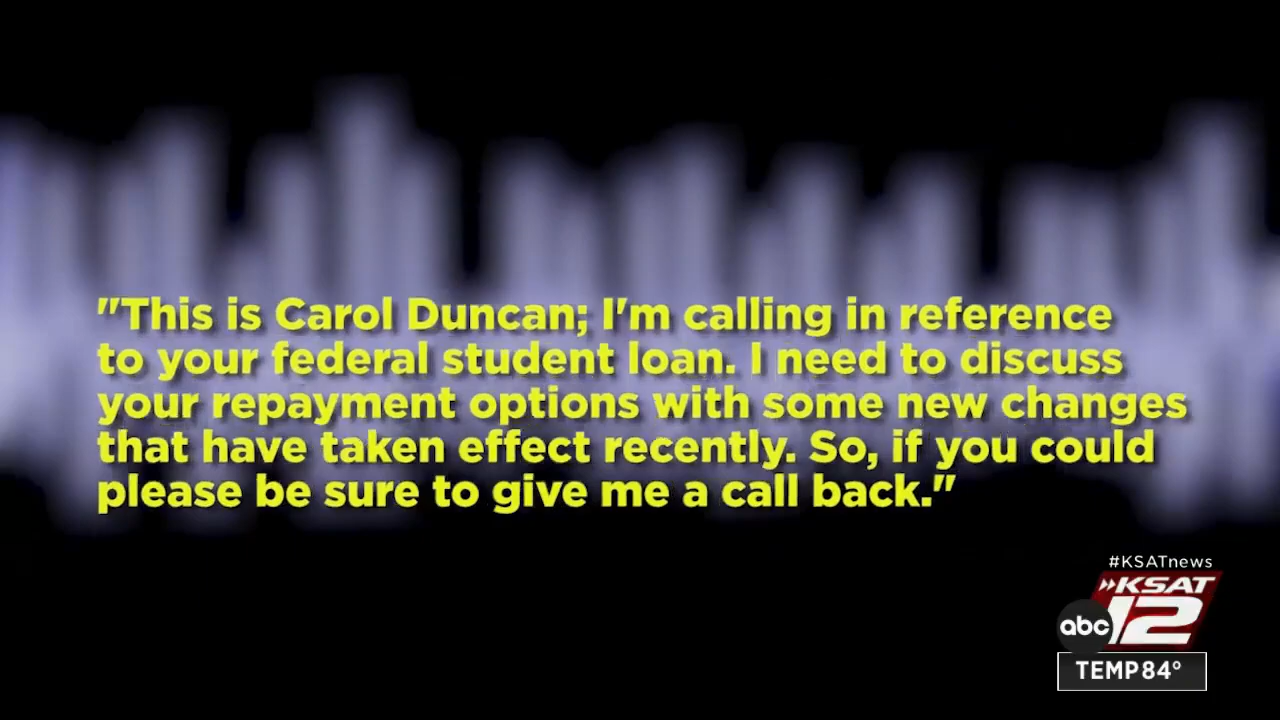 "This is Carol Duncan; I'm calling in reference
to your federal student loan. I need to discuss
your repayment options with some new changes
that have taken effect recently. So, if you could
please be sure to give me a call back."
#KSATnews
KSAT
abc 12
TEMP 84°